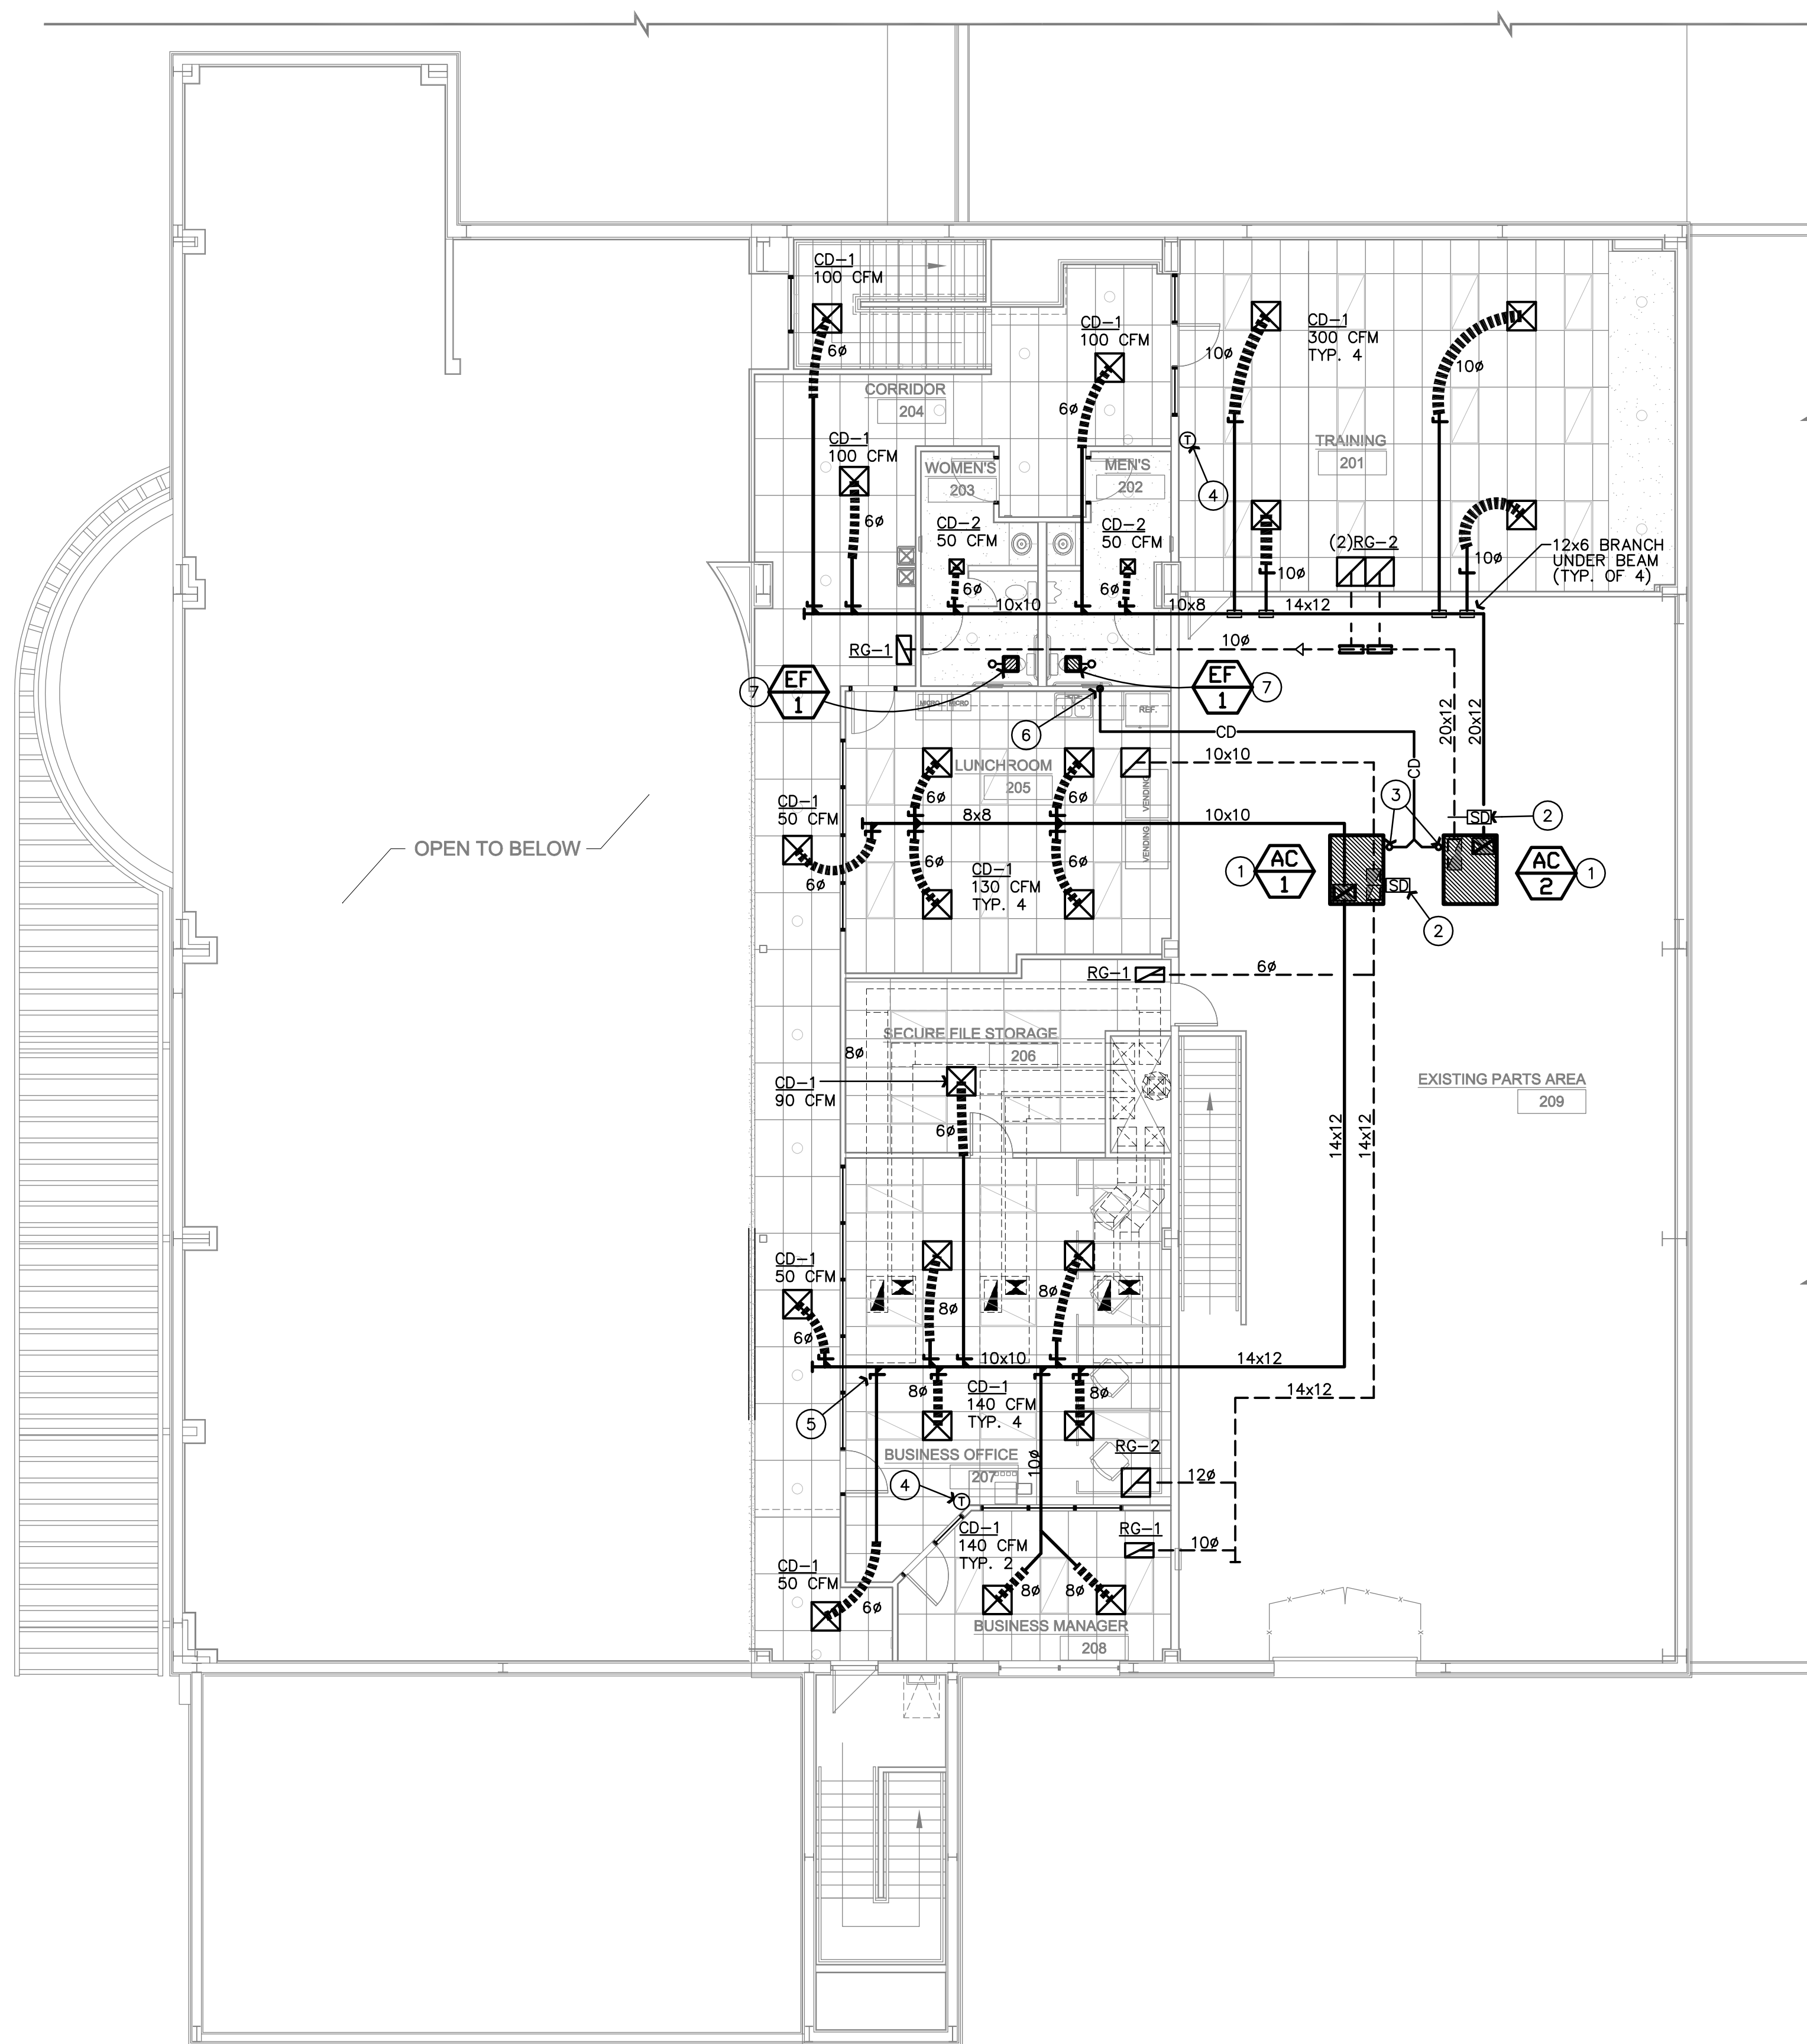 CD-1
100 CFM
6ø
CD-1
100 CFM
6ø
CD-1
300 CFM
TYP. 4
10ø
10ø
CORRIDOR
204
CD-1
100 CFM
6ø
WOMEN'S
203
MEN'S
202
TRAINING
201
T
4
CD-2
50 CFM
6ø
CD-2
50 CFM
6ø
(2)RG-2
10ø
10ø
12x6 BRANCH
UNDER BEAM
(TYP. OF 4)
10x10
10x8
14x12
RG-1
10ø
7
EF
1
EF
1
7
MICRO
MICRO
REF.
6
CD
CD
20x12
20x12
LUNCHROOM
205
6ø
6ø
10x10
VENDING
VENDING
3
CD-1
50 CFM
6ø
8x8
10x10
SD
2
6ø
6ø
CD-1
130 CFM
TYP. 4
1
AC
1
SD
2
AC
2
1
OPEN TO BELOW
RG-1
6ø
SECURE FILE STORAGE
206
8ø
CD-1
90 CFM
6ø
EXISTING PARTS AREA
209
14x12
14x12
CD-1
50 CFM
6ø
8ø
8ø
10x10
14x12
14x12
5
8ø
CD-1
140 CFM
TYP. 4
8ø
BUSINESS OFFICE
207
10ø
RG-2
12ø
4
T
CD-1
140 CFM
TYP. 2
RG-1
10ø
CD-1
50 CFM
6ø
8ø
8ø
BUSINESS MANAGER
208